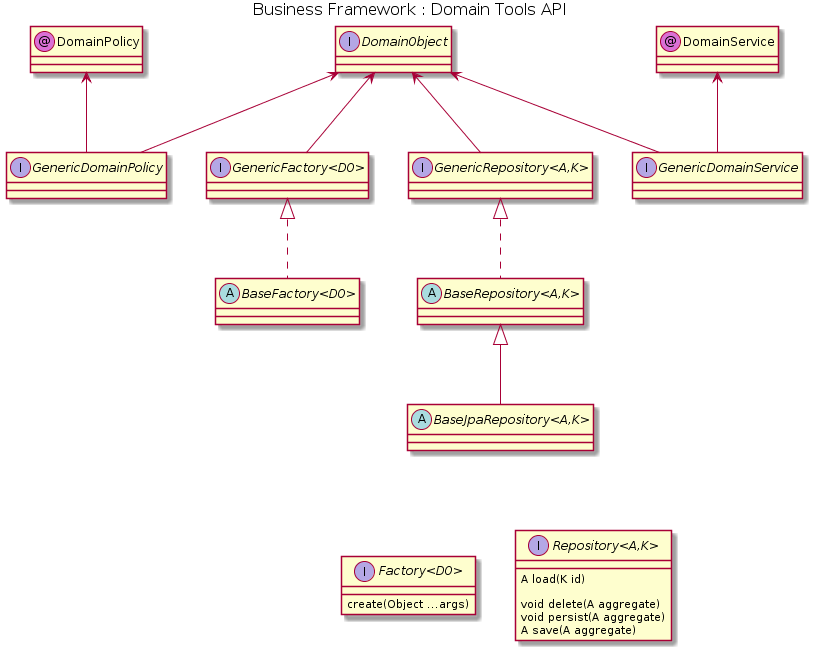 Business Framework : Domain Tools API
@ DomainPolicy
I DomainObject
@ DomainService
I GenericDomainPolicy
I GenericFactory<DO>
I GenericRepository<A,K>
I GenericDomainService
A BaseFactory<DO>
A BaseRepository<A,K>
A BaseJpaRepository<A,K>
I Factory<DO>
create(Object ...args)
I Repository<A,K>
A load(K id)
void delete(A aggregate)
void persist(A aggregate)
A save(A aggregate)